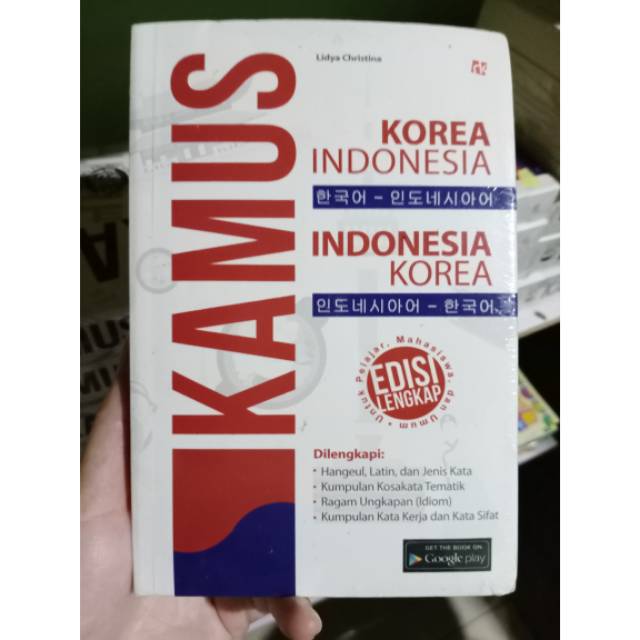 Lidya Christina
KAMUS
KOREA
INDONESIA
한국어 – 인도네시아어
INDONESIA
KOREA
인도네시아어 – 한국어
Untuk Pelajar, Mahasiswa, dan Umum •
EDISI
LENGKAP
Dilengkapi:
• Hangeul, Latin, dan Jenis Kata
• Kumpulan Kosakata Tematik
• Ragam Ungkapan (Idiom)
• Kumpulan Kata Kerja dan Kata Sifat
GET THE BOOK ON
Google play